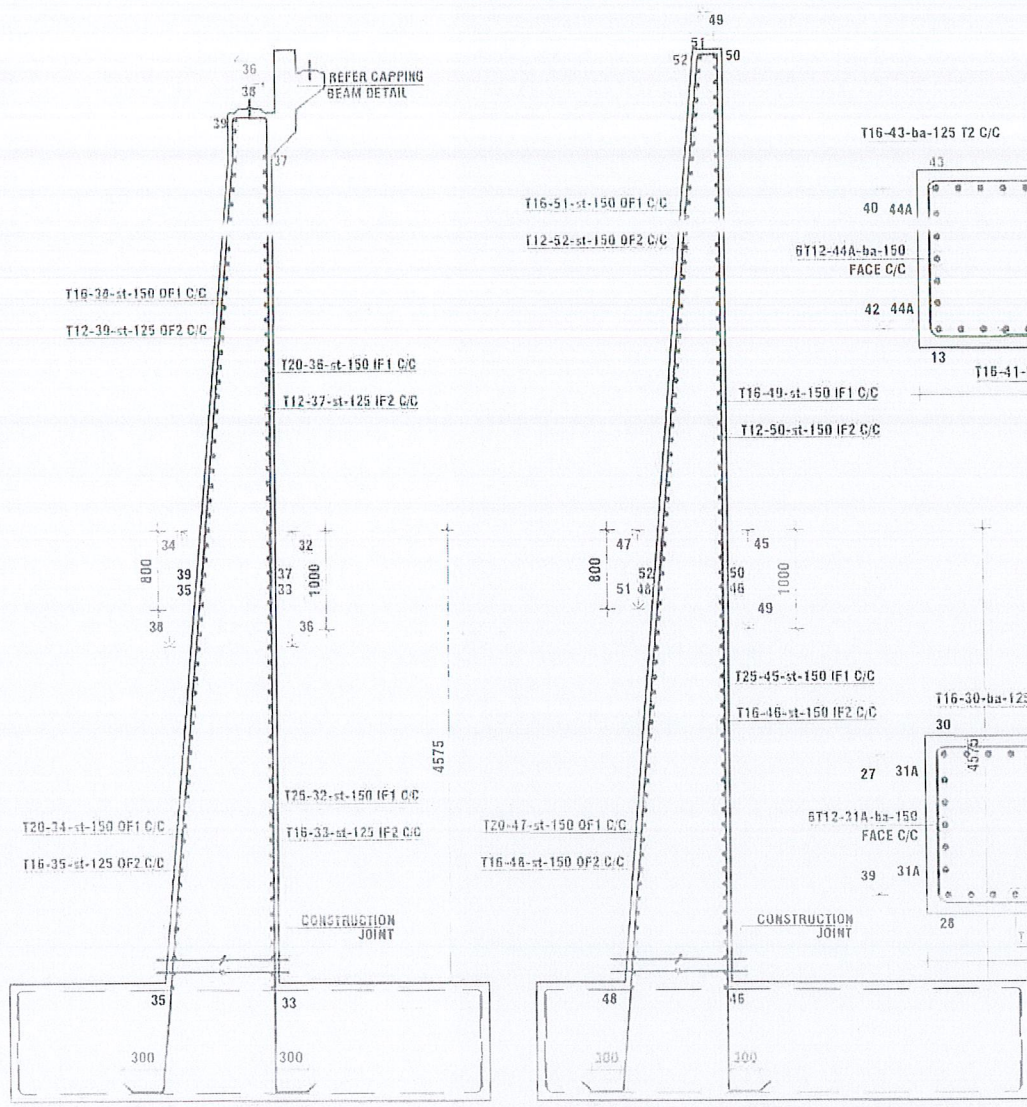 49
51
52
50
36
38
REFER CAPPING
BEAM DETAIL
39
37
T16-43-ba-125 T2 C/C
43
40 44A
6T12-44A-ba-150
FACE C/C
42 44A
13
T16-41-
T16-51-st-150 OF1 C/C
T12-52-st-150 OF2 C/C
T16-38-st-150 OF1 C/C
T12-39-st-125 OF2 C/C
T20-36-st-150 IF1 C/C
T12-37-st-125 IF2 C/C
T16-49-st-150 IF1 C/C
T12-50-st-150 IF2 C/C
34
800
39
35
38
32
37
33
1000
36
47
800
52
51 48
45
50
46
1000
49
T25-45-st-150 IF1 C/C
T16-46-st-150 IF2 C/C
4575
T16-30-ba-125
30
4575
27 31A
6T12-31A-ba-150
FACE C/C
39 31A
28
T
T25-32-st-150 IF1 C/C
T16-33-st-125 IF2 C/C
T20-34-st-150 OF1 C/C
T16-35-st-125 OF2 C/C
T20-47-st-150 OF1 C/C
T16-48-st-150 OF2 C/C
CONSTRUCTION
JOINT
CONSTRUCTION
JOINT
35
33
48
46
300
300
300
300